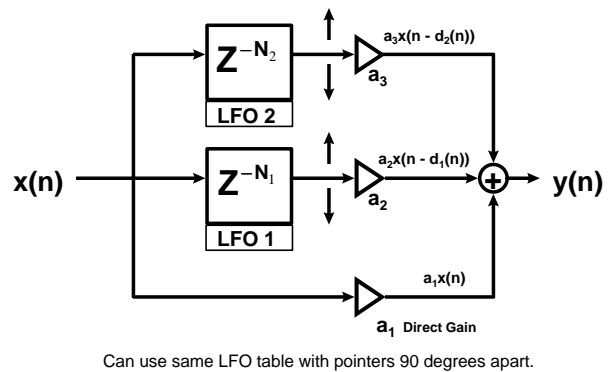 a₃x(n - d₂(n))
Z⁻ᴺ₂
a₃
LFO 2
a₂x(n - d₁(n))
x(n)
Z⁻ᴺ₁
+
y(n)
a₂
LFO 1
a₁x(n)
a₁ Direct Gain
Can use same LFO table with pointers 90 degrees apart.